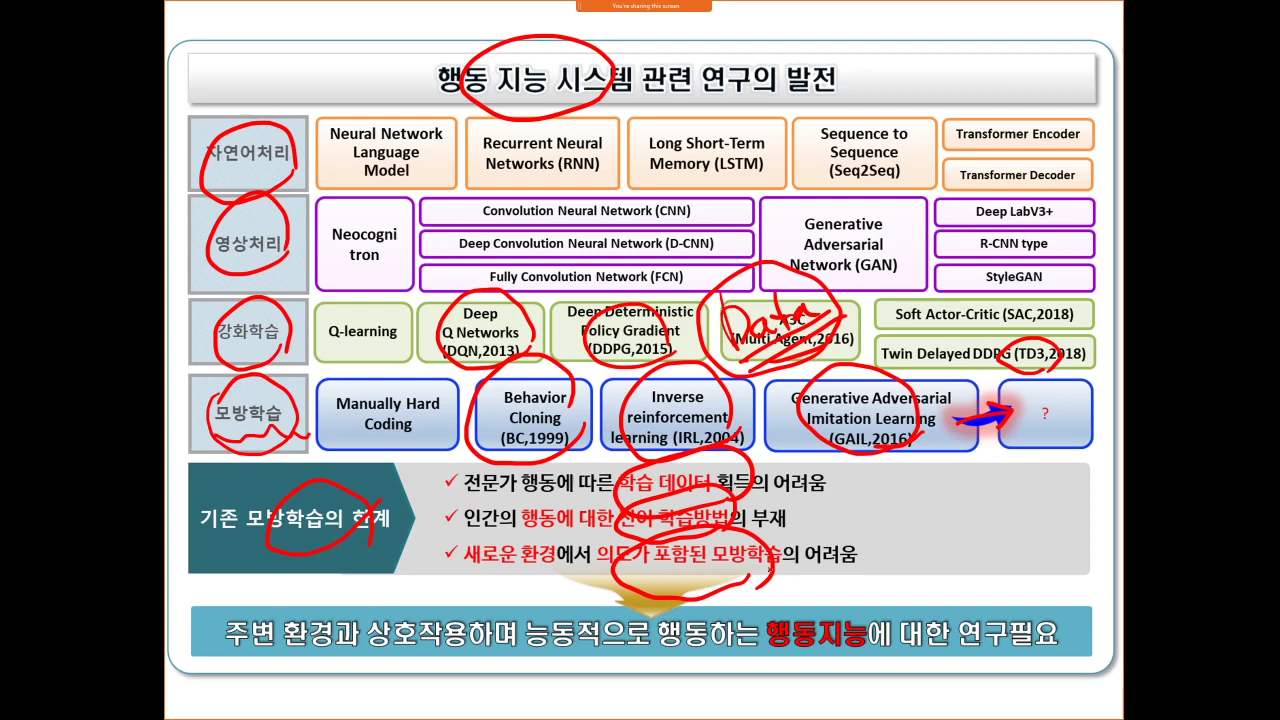 You're sharing this screen
행동 지능 시스템 관련 연구의 발전
자연어처리
Neural Network
Language
Model
Recurrent Neural
Networks (RNN)
Long Short-Term
Memory (LSTM)
Sequence to
Sequence
(Seq2Seq)
Transformer Encoder
Transformer Decoder
영상처리
Neocogni
tron
Convolution Neural Network (CNN)
Deep Convolution Neural Network (D-CNN)
Fully Convolution Network (FCN)
Generative
Adversarial
Network (GAN)
Deep LabV3+
R-CNN type
StyleGAN
강화학습
Q-learning
Deep
Q Networks
(DQN,2013)
Deep Deterministic
Policy Gradient
(DDPG,2015)
A3C
(Multi Agent,2016)
Data
Soft Actor-Critic (SAC,2018)
Twin Delayed DDPG (TD3,2018)
모방학습
Manually Hard
Coding
Behavior
Cloning
(BC,1999)
Inverse
reinforcement
learning (IRL,2004)
Generative Adversarial
Imitation Learning
(GAIL,2016)
?
기존 모방학습의 한계
✓ 전문가 행동에 따른 학습 데이터 획득의 어려움
✓ 인간의 행동에 대한 언어 학습방법의 부재
✓ 새로운 환경에서 의도가 포함된 모방학습의 어려움
주변 환경과 상호작용하며 능동적으로 행동하는 행동지능에 대한 연구필요